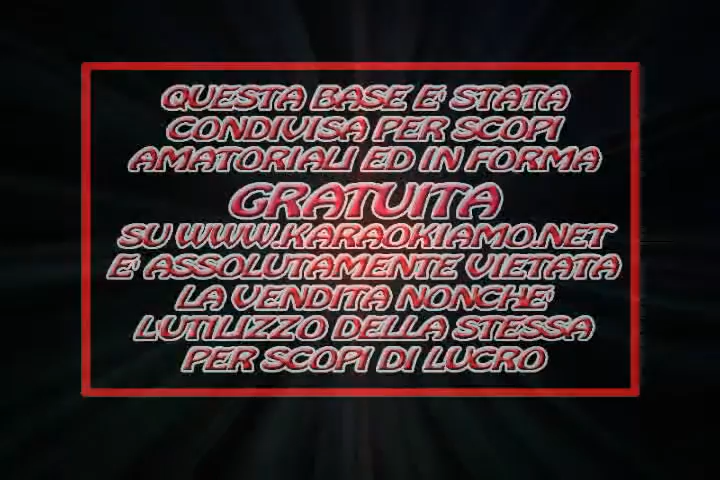 QUESTA BASE E' STATA
CONDIVISA PER SCOPI
AMATORIALI ED IN FORMA
GRATUITA
SU WWW.KARAOKIAMO.NET
E' ASSOLUTAMENTE VIETATA
LA VENDITA NONCHE'
L'UTILIZZO DELLA STESSA
PER SCOPI DI LUCRO